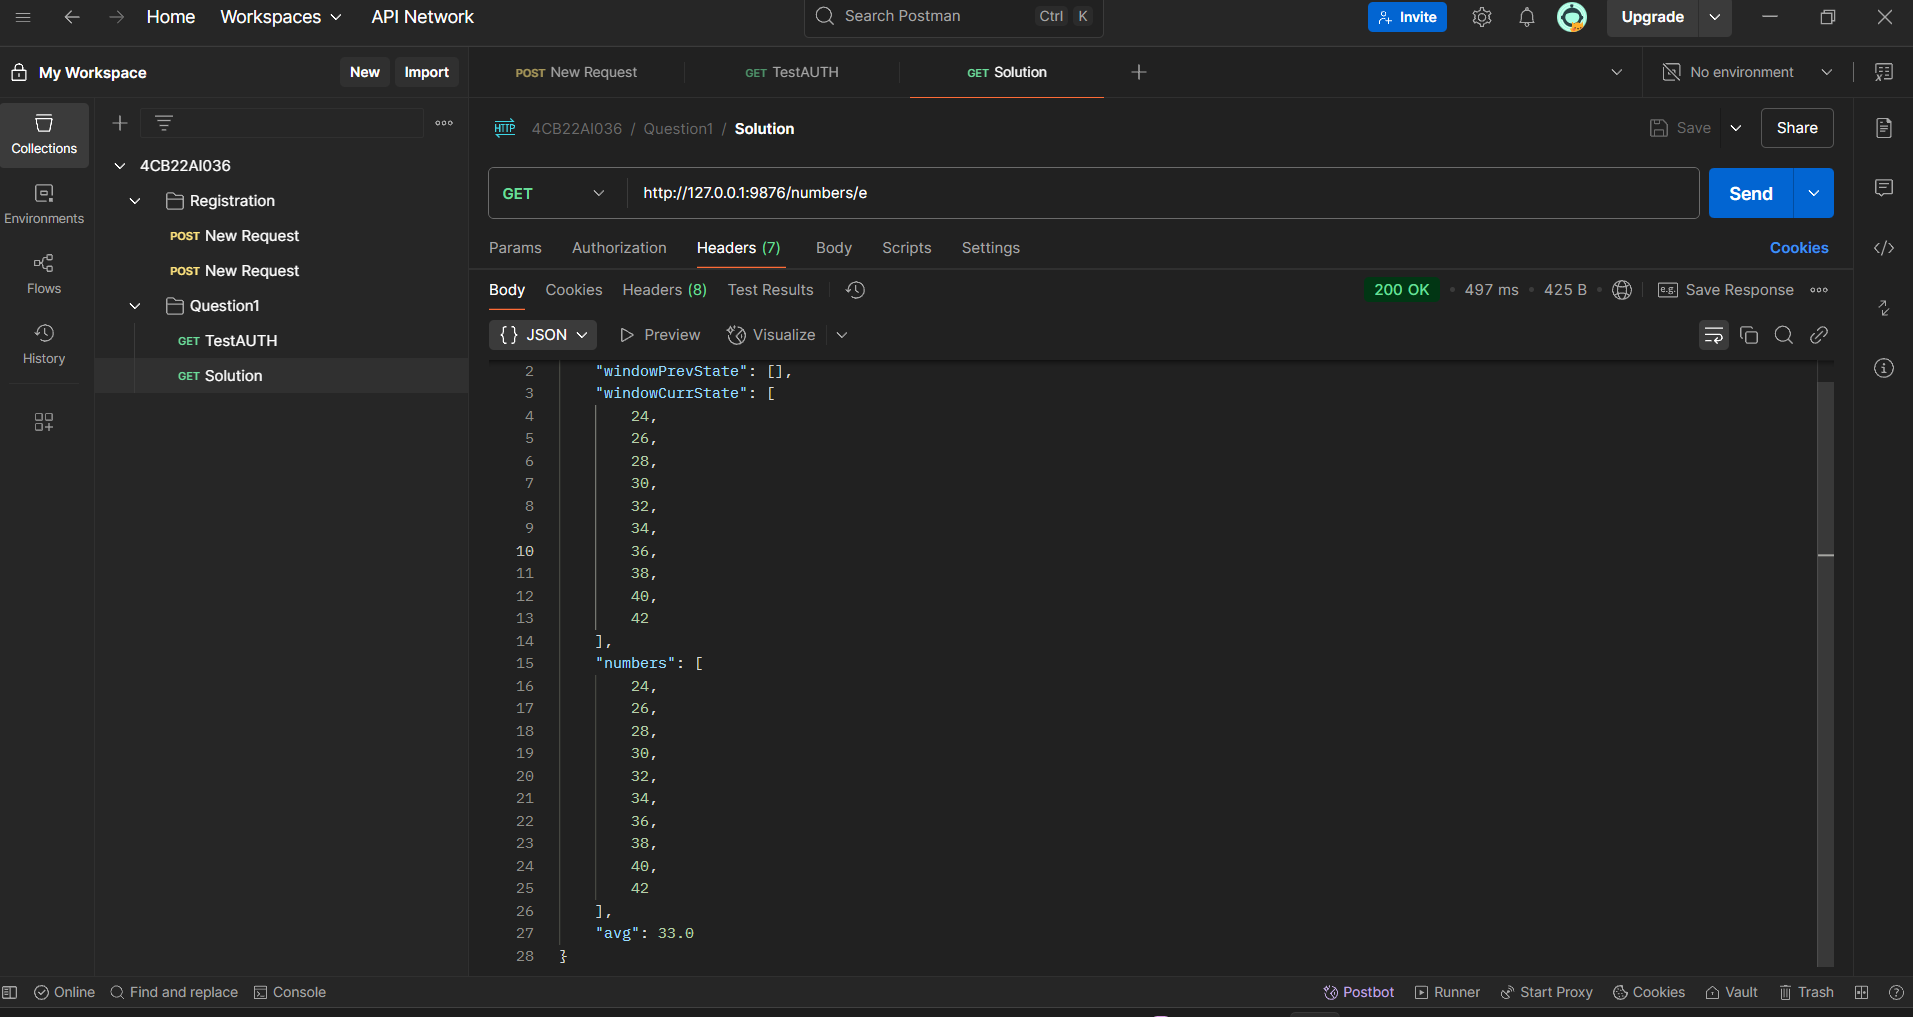 Home Workspaces API Network Search Postman Ctrl K Invite Upgrade
My Workspace New Import POST New Request GET TestAUTH GET Solution No environment
Collections
Environments
Flows
History
4CB22AI036
Registration
POST New Request
POST New Request
Question1
GET TestAUTH
GET Solution
HTTP 4CB22AI036 / Question1 / Solution Save Share
GET http://127.0.0.1:9876/numbers/e Send
Params Authorization Headers (7) Body Scripts Settings Cookies
Body Cookies Headers (8) Test Results 200 OK • 497 ms • 425 B • e.g. Save Response
{} JSON Preview Visualize
2 "windowPrevState": [],
3 "windowCurrState": [
4 24,
5 26,
6 28,
7 30,
8 32,
9 34,
10 36,
11 38,
12 40,
13 42
14 ],
15 "numbers": [
16 24,
17 26,
18 28,
19 30,
20 32,
21 34,
22 36,
23 38,
24 40,
25 42
26 ],
27 "avg": 33.0
28 }
Online Find and replace Console Postbot Runner Start Proxy Cookies Vault Trash